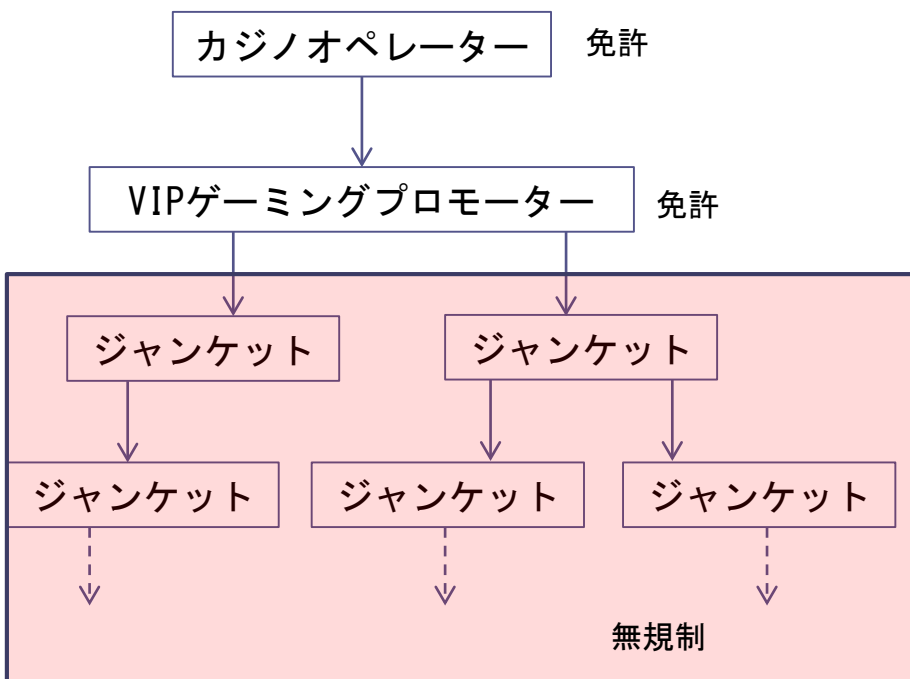 カジノオペレーター
免許
VIPゲーミングプロモーター
免許
ジャンケット
ジャンケット
ジャンケット
ジャンケット
ジャンケット
無規制